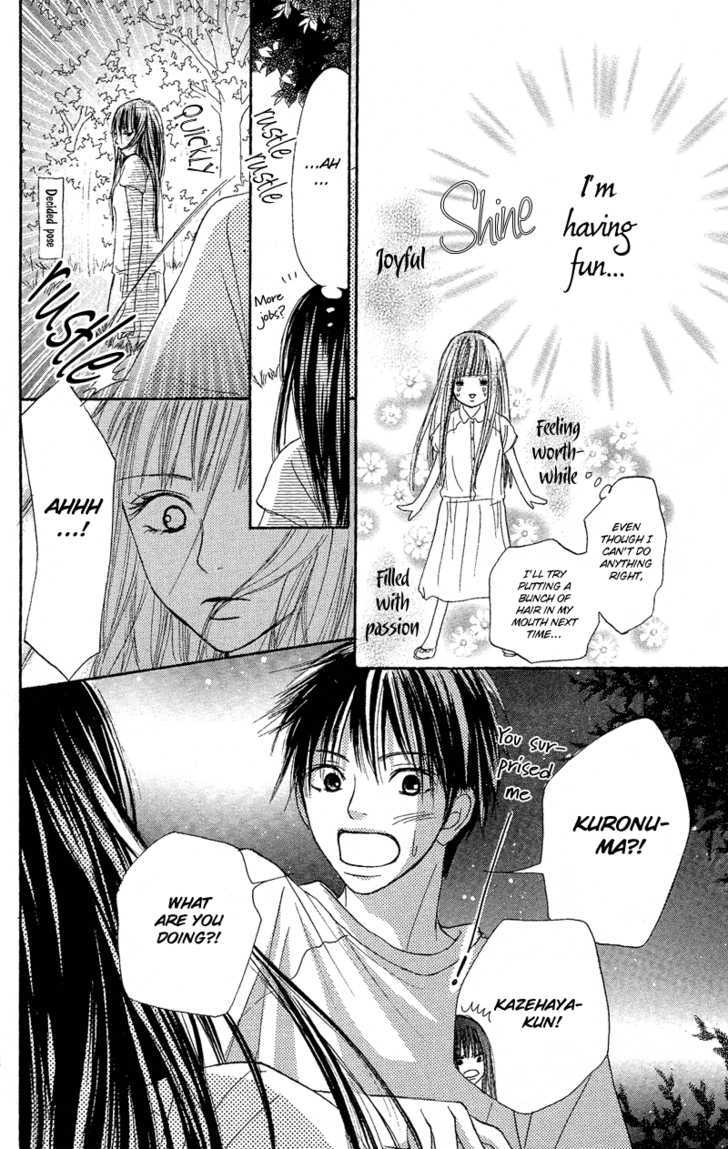 I'm
having
fun...
Shine
Joyful
Feeling
worth-
while
EVEN
THOUGH I
CAN'T DO
ANYTHING
RIGHT,
I'LL TRY
PUTTING A
BUNCH OF
HAIR IN MY
MOUTH NEXT
TIME...
Filled
with
passion
...AH
...
rustle
rustle
More
jobs?
QUICKLY
Decided pose
rustle
AHHH
...!
KURONU-
MA?!
You sur-
prised
me
WHAT
ARE YOU
DOING?!
KAZEHAYA-
KUN!